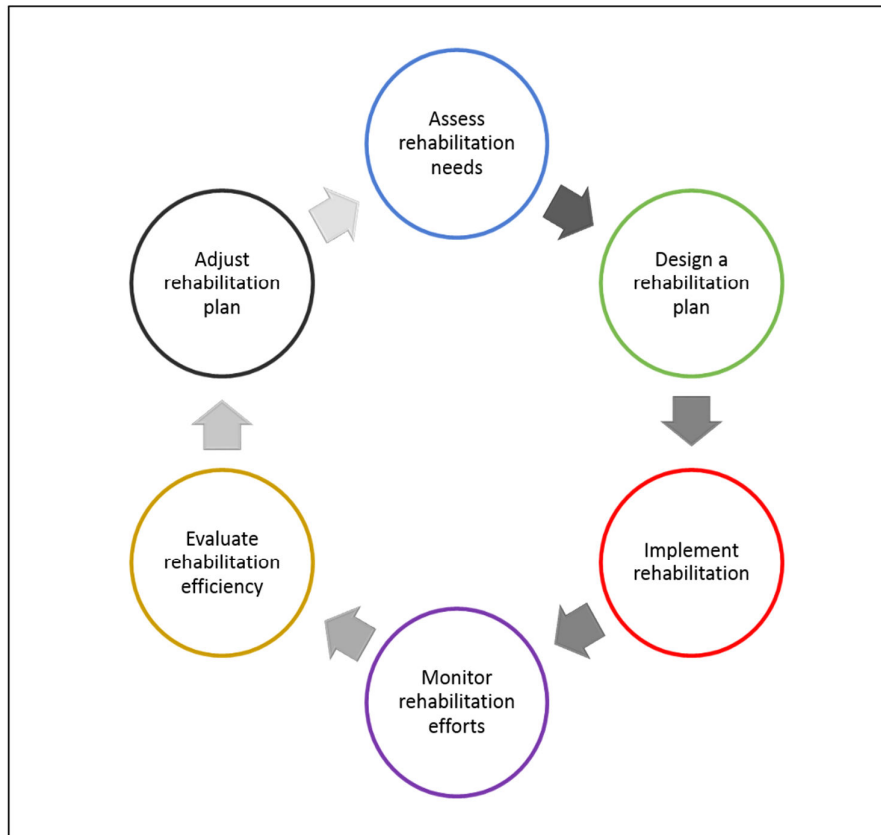 Assess
rehabilitation
needs
Design a
rehabilitation
plan
Implement
rehabilitation
Monitor
rehabilitation
efforts
Evaluate
rehabilitation
efficiency
Adjust
rehabilitation
plan